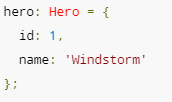 hero: Hero = {
  id: 1,
  name: 'Windstorm'
};